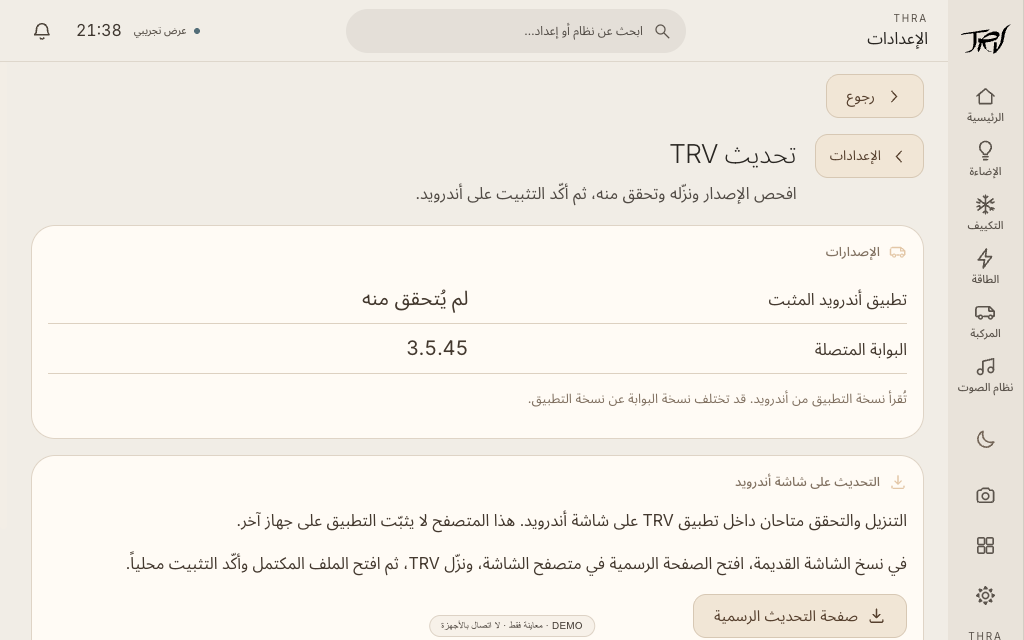 TRV
THRA
الإعدادات
ابحث عن نظام أو إعداد...
عرض تجريبي
21:38
الرئيسية
الإضاءة
التكييف
الطاقة
المركبة
نظام الصوت
THRA
رجوع
الإعدادات
تحديث TRV
افحص الإصدار ونزّله وتحقق منه، ثم أكّد التثبيت على أندرويد.
الإصدارات
تطبيق أندرويد المثبت
لم يُتحقق منه
البوابة المتصلة
3.5.45
تُقرأ نسخة التطبيق من أندرويد. قد تختلف نسخة البوابة عن نسخة التطبيق.
التحديث على شاشة أندرويد
التنزيل والتحقق متاحان داخل تطبيق TRV على شاشة أندرويد. هذا المتصفح لا يثبّت التطبيق على جهاز آخر.
في نسخ الشاشة القديمة، افتح الصفحة الرسمية في متصفح الشاشة، ونزّل TRV، ثم افتح الملف المكتمل وأكّد التثبيت محلياً.
صفحة التحديث الرسمية
DEMO · معاينة فقط · لا اتصال بالأجهزة